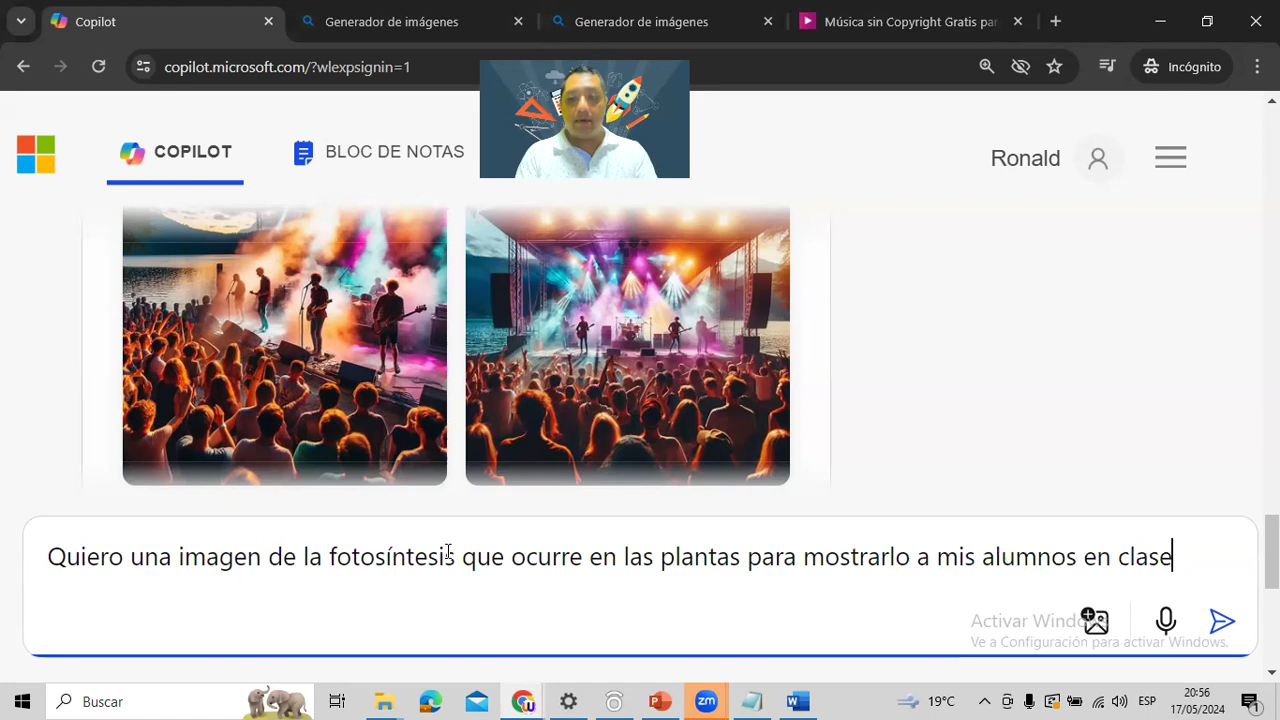 Copilot
Generador de imágenes
Generador de imágenes
Música sin Copyright Gratis par
copilot.microsoft.com/?wlexpsignin=1
Incógnito
COPILOT
BLOC DE NOTAS
Ronald
Quiero una imagen de la fotosíntesis que ocurre en las plantas para mostrarlo a mis alumnos en clase
Activar Windows
Ve a Configuración para activar Windows.
Buscar
19°C
ESP
20:56
17/05/2024